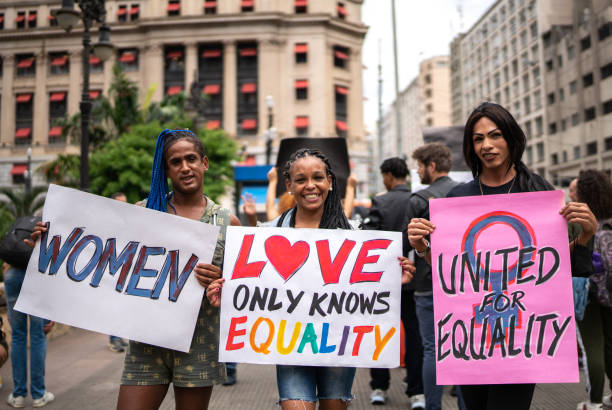 WOMEN
LOVE
ONLY KNOWS
EQUALITY
UNITED
FOR
EQUALITY